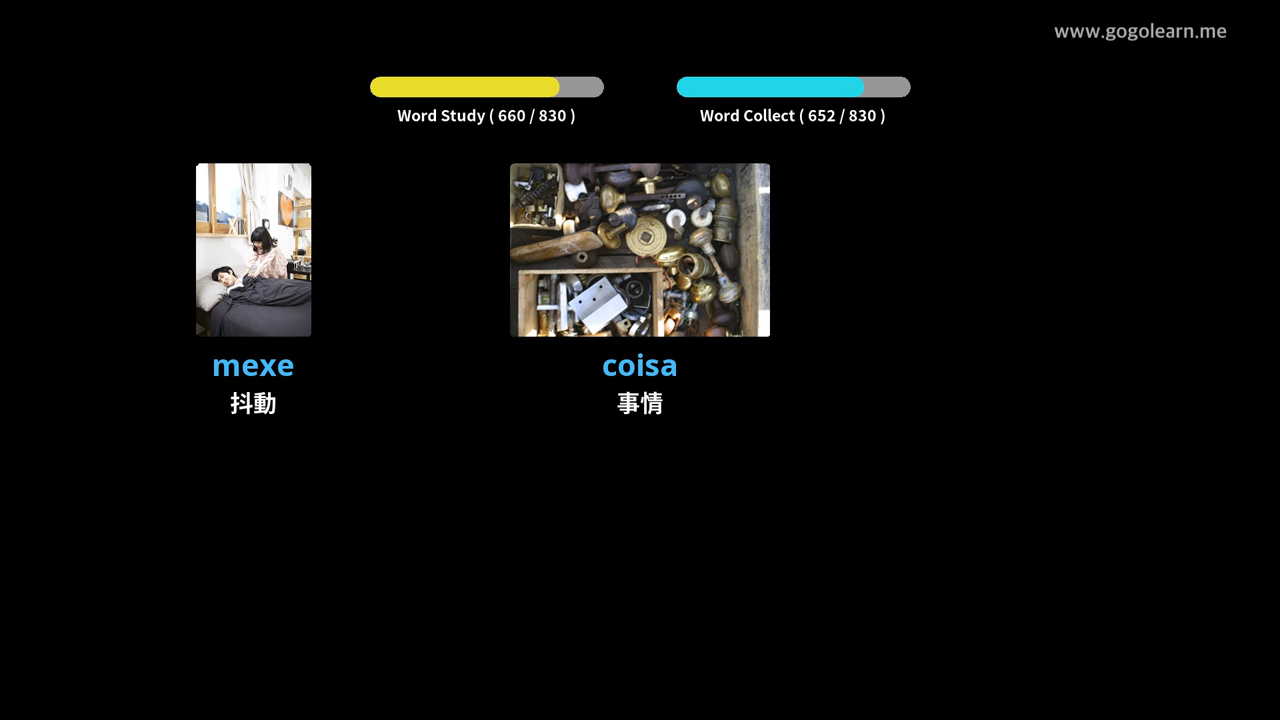 www.gogolearn.me
Word Study ( 660 / 830 )
Word Collect ( 652 / 830 )
mexe
抖動
coisa
事情